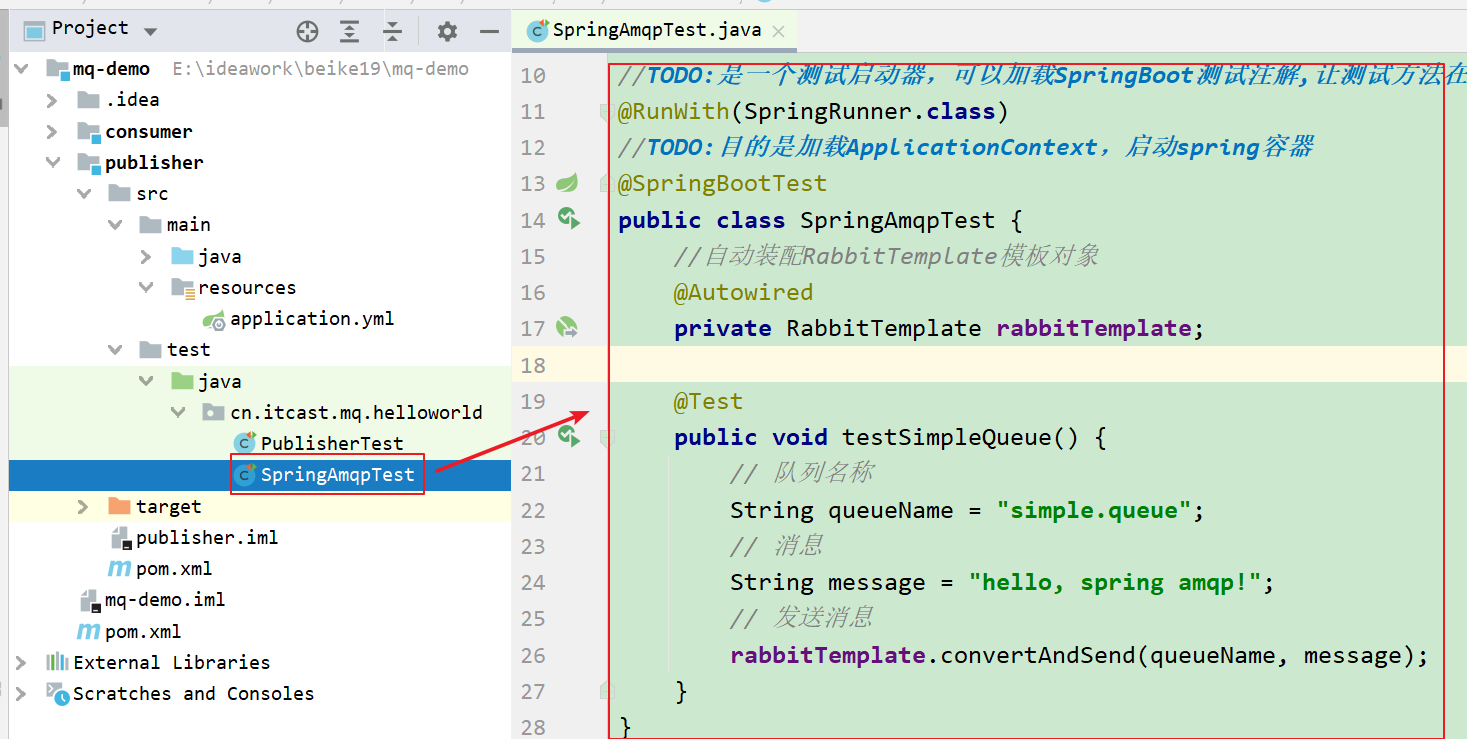 Project
mq-demo E:\ideawork\beike19\mq-demo
.idea
consumer
publisher
src
main
java
resources
application.yml
test
java
cn.itcast.mq.helloworld
PublisherTest
SpringAmqpTest
target
publisher.iml
pom.xml
mq-demo.iml
pom.xml
External Libraries
Scratches and Consoles
SpringAmqpTest.java
10 //TODO:是一个测试启动器，可以加载SpringBoot测试注解,让测试方法在
11 @RunWith(SpringRunner.class)
12 //TODO:目的是加载ApplicationContext，启动spring容器
13 @SpringBootTest
14 public class SpringAmqpTest {
15 //自动装配RabbitTemplate模板对象
16 @Autowired
17 private RabbitTemplate rabbitTemplate;
18
19 @Test
20 public void testSimpleQueue() {
21 // 队列名称
22 String queueName = "simple.queue";
23 // 消息
24 String message = "hello, spring amqp!";
25 // 发送消息
26 rabbitTemplate.convertAndSend(queueName, message);
27 }
28 }